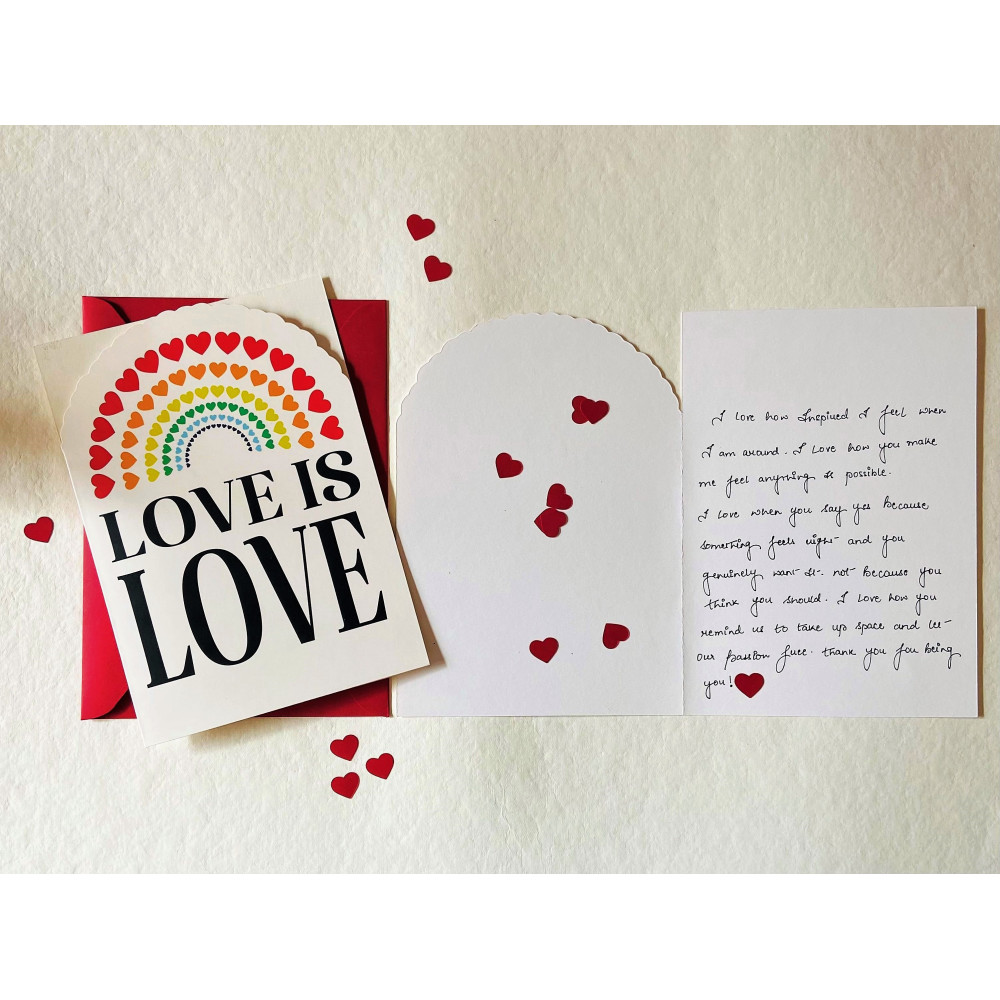 LOVE IS
LOVE
I love how Inspired I feel when
I am around. I Love how you make
me feel anything is possible.
I love when you say yes Because
something feels right and you
genuinely want it. not Because you
think you should. I love how you
remind us to take up space and let
our passion fuel. thank you for being
you!